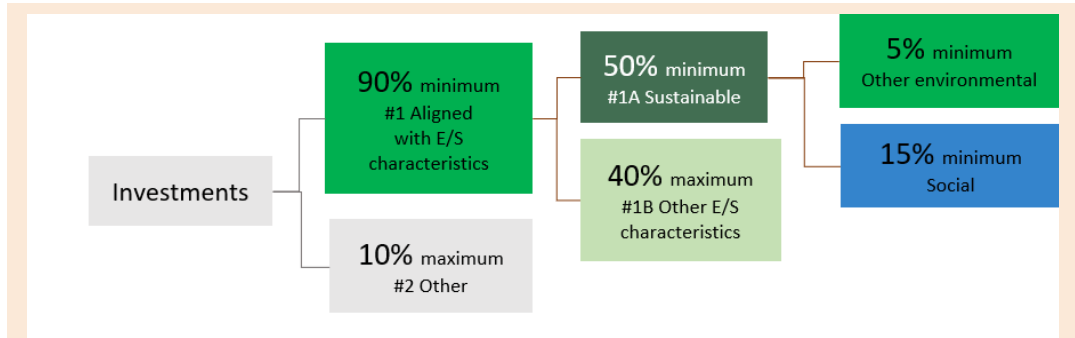 Investments
90% minimum
#1 Aligned
with E/S
characteristics
10% maximum
#2 Other
50% minimum
#1A Sustainable
40% maximum
#1B Other E/S
characteristics
5% minimum
Other environmental
15% minimum
Social